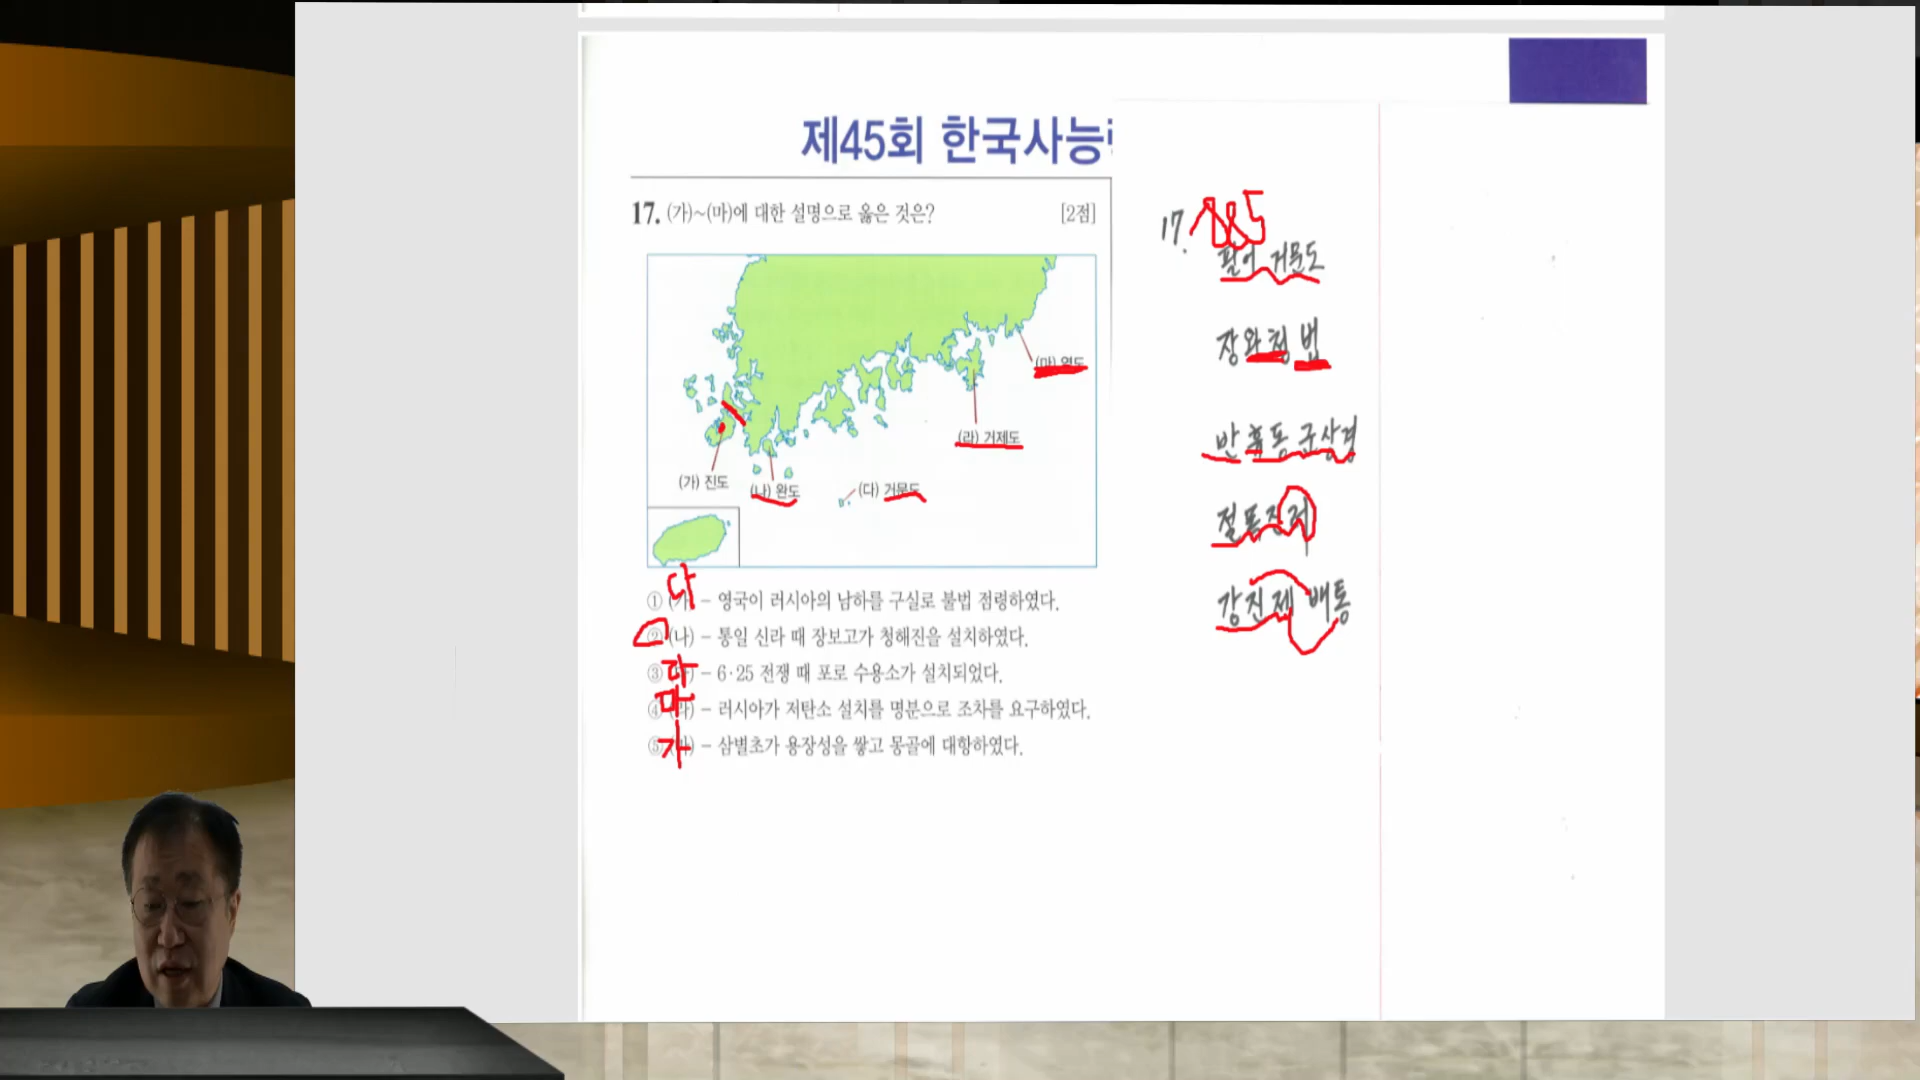 제45회 한국사능
17. (가)~(마)에 대한 설명으로 옳은 것은? [2점]
(마) 영도
(라) 거제도
(가) 진도
(나) 완도
(다) 거문도
다
① (가) – 영국이 러시아의 남하를 구실로 불법 점령하였다.
② (나) – 통일 신라 때 장보고가 청해진을 설치하였다.
③ (다) – 6·25 전쟁 때 포로 수용소가 설치되었다.
④ (라) – 러시아가 저탄소 설치를 명분으로 조차를 요구하였다.
마
⑤ (마) – 삼별초가 용장성을 쌓고 몽골에 대항하였다.
가
17. 885
거문도
장완청법
반 휴동 군상경
절
강진제 배통